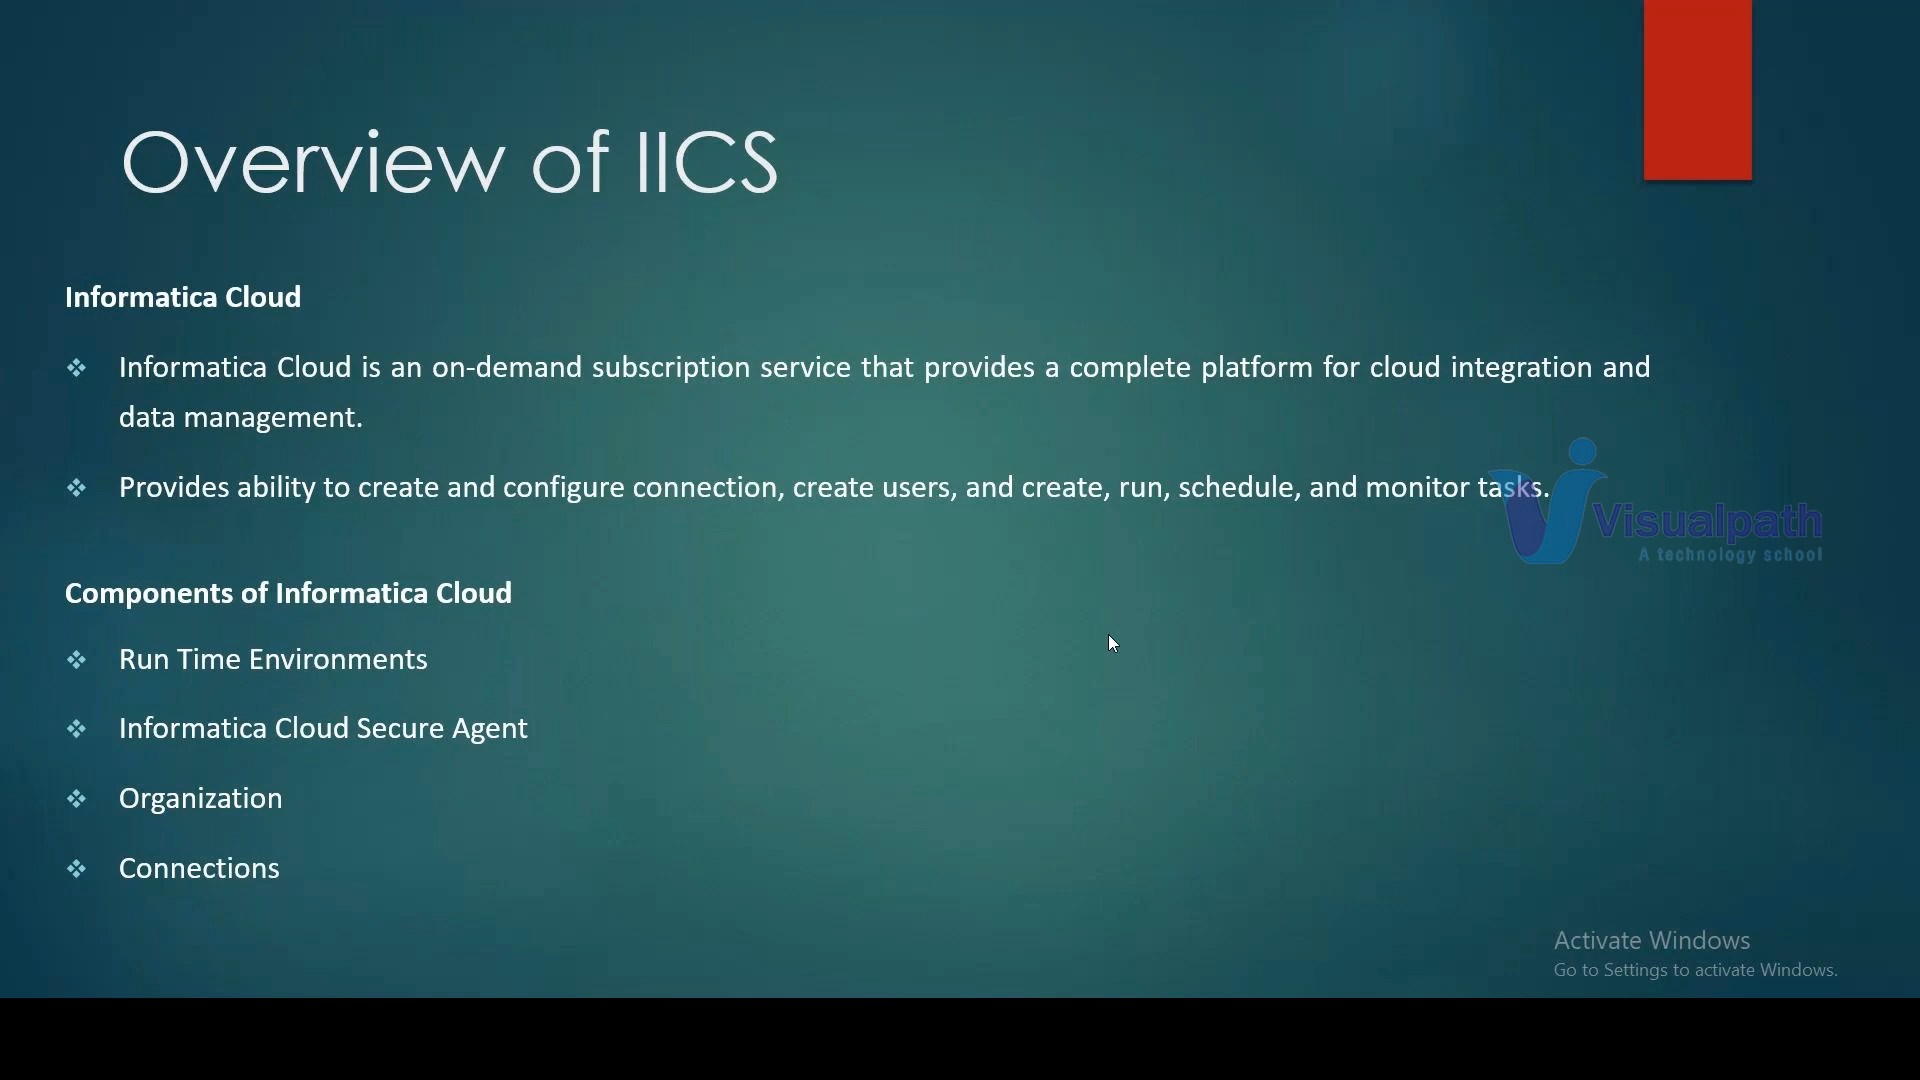 Overview of IICS
Informatica Cloud
❖ Informatica Cloud is an on-demand subscription service that provides a complete platform for cloud integration and
data management.
❖ Provides ability to create and configure connection, create users, and create, run, schedule, and monitor tasks.
Visualpath
A technology school
Components of Informatica Cloud
❖ Run Time Environments
❖ Informatica Cloud Secure Agent
❖ Organization
❖ Connections
Activate Windows
Go to Settings to activate Windows.